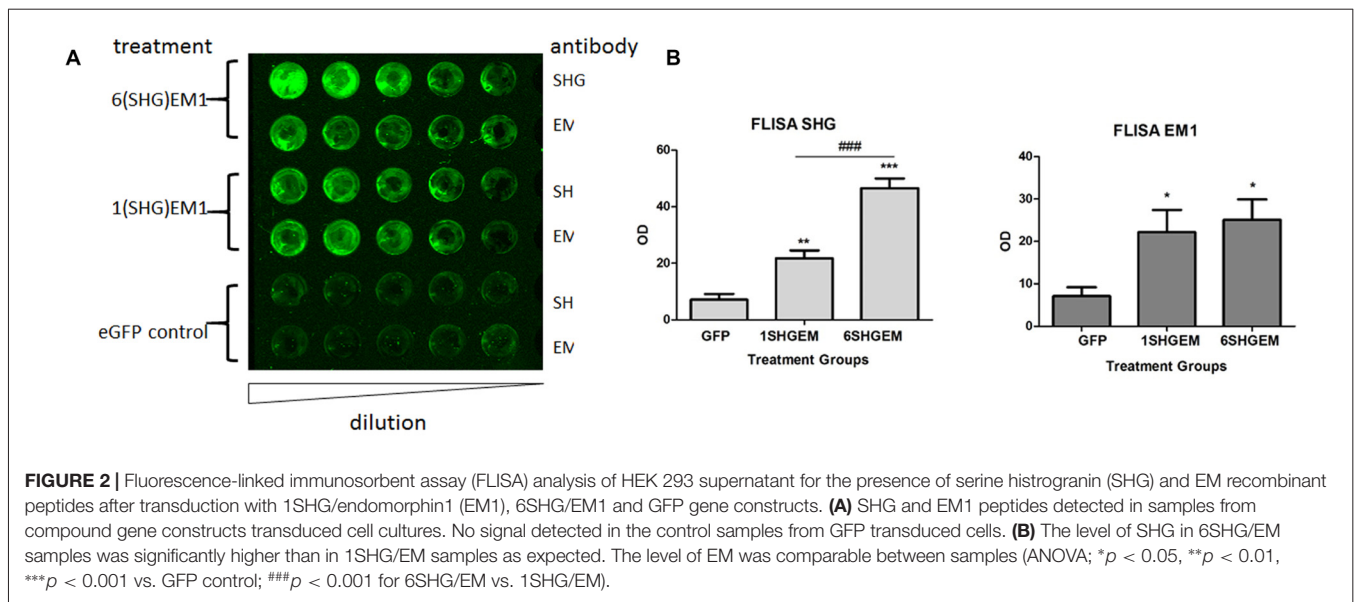 A
treatment
antibody
6(SHG)EM1
SHG
EM
1(SHG)EM1
SH
EM
eGFP control
SH
EM
dilution
B
FLISA SHG
###
***
**
60
40
20
0
OD
GFP 1SHGEM 6SHGEM
Treatment Groups
FLISA EM1
*
*
40
30
20
10
0
OD
GFP 1SHGEM 6SHGEM
Treatment Groups
FIGURE 2 | Fluorescence-linked immunosorbent assay (FLISA) analysis of HEK 293 supernatant for the presence of serine histrogranin (SHG) and EM recombinant
peptides after transduction with 1SHG/endomorphin1 (EM1), 6SHG/EM1 and GFP gene constructs. (A) SHG and EM1 peptides detected in samples from
compound gene constructs transduced cell cultures. No signal detected in the control samples from GFP transduced cells. (B) The level of SHG in 6SHG/EM
samples was significantly higher than in 1SHG/EM samples as expected. The level of EM was comparable between samples (ANOVA; *p < 0.05, **p < 0.01,
***p < 0.001 vs. GFP control; ###p < 0.001 for 6SHG/EM vs. 1SHG/EM).